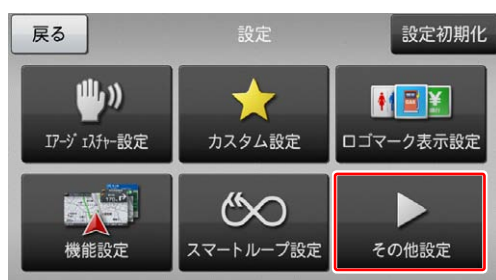 戻る
設定
設定初期化
エアージェスチャー設定
カスタム設定
ロゴマーク表示設定
機能設定
スマートループ設定
その他設定